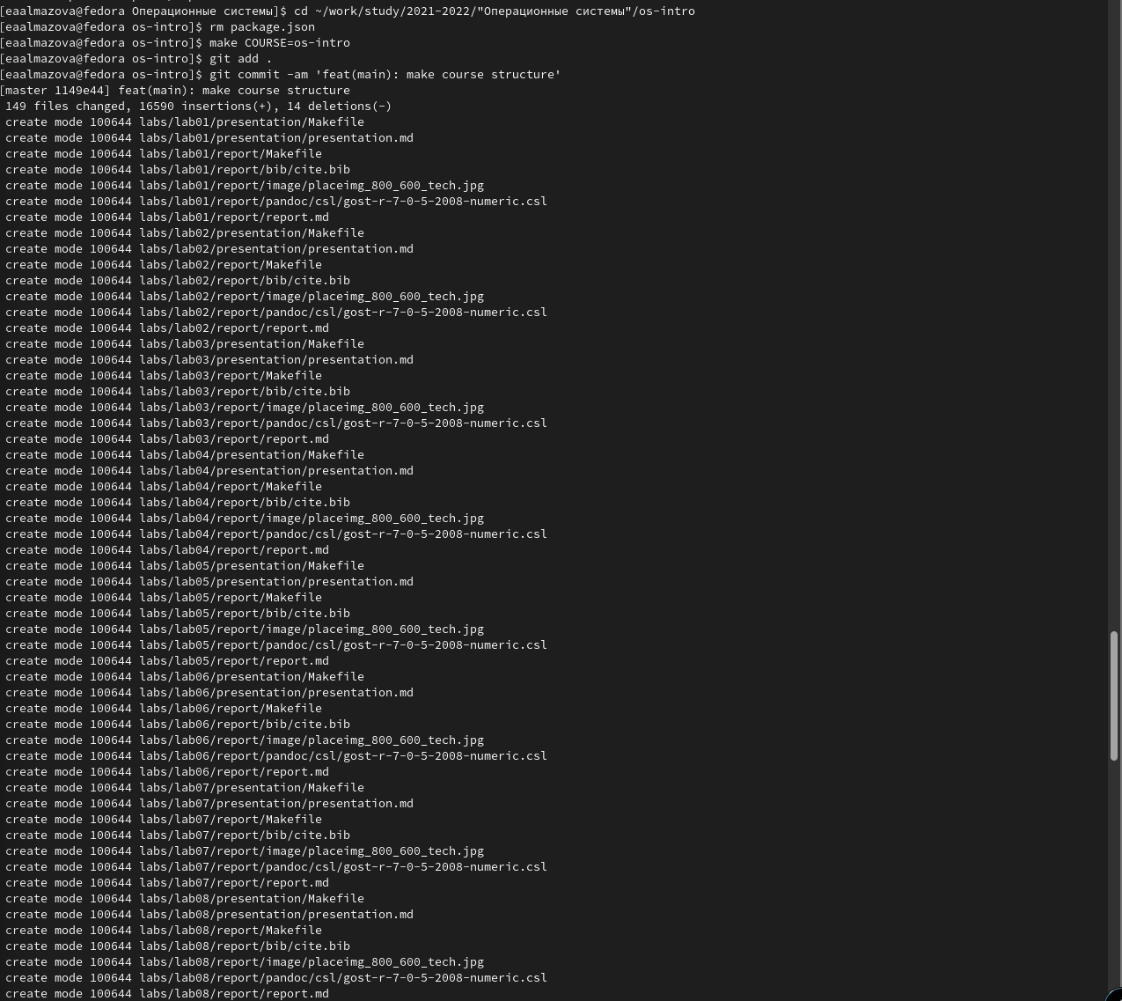 [eaalmazova@fedora Операционные системы]$ cd ~/work/study/2021-2022/"Операционные системы"/os-intro
[eaalmazova@fedora os-intro]$ rm package.json
[eaalmazova@fedora os-intro]$ make COURSE=os-intro
[eaalmazova@fedora os-intro]$ git add .
[eaalmazova@fedora os-intro]$ git commit -am 'feat(main): make course structure'
[master 1149e44] feat(main): make course structure
 149 files changed, 16590 insertions(+), 14 deletions(-)
 create mode 100644 labs/lab01/presentation/Makefile
 create mode 100644 labs/lab01/presentation/presentation.md
 create mode 100644 labs/lab01/report/Makefile
 create mode 100644 labs/lab01/report/bib/cite.bib
 create mode 100644 labs/lab01/report/image/placeimg_800_600_tech.jpg
 create mode 100644 labs/lab01/report/pandoc/csl/gost-r-7-0-5-2008-numeric.csl
 create mode 100644 labs/lab01/report/report.md
 create mode 100644 labs/lab02/presentation/Makefile
 create mode 100644 labs/lab02/presentation/presentation.md
 create mode 100644 labs/lab02/report/Makefile
 create mode 100644 labs/lab02/report/bib/cite.bib
 create mode 100644 labs/lab02/report/image/placeimg_800_600_tech.jpg
 create mode 100644 labs/lab02/report/pandoc/csl/gost-r-7-0-5-2008-numeric.csl
 create mode 100644 labs/lab02/report/report.md
 create mode 100644 labs/lab03/presentation/Makefile
 create mode 100644 labs/lab03/presentation/presentation.md
 create mode 100644 labs/lab03/report/Makefile
 create mode 100644 labs/lab03/report/bib/cite.bib
 create mode 100644 labs/lab03/report/image/placeimg_800_600_tech.jpg
 create mode 100644 labs/lab03/report/pandoc/csl/gost-r-7-0-5-2008-numeric.csl
 create mode 100644 labs/lab03/report/report.md
 create mode 100644 labs/lab04/presentation/Makefile
 create mode 100644 labs/lab04/presentation/presentation.md
 create mode 100644 labs/lab04/report/Makefile
 create mode 100644 labs/lab04/report/bib/cite.bib
 create mode 100644 labs/lab04/report/image/placeimg_800_600_tech.jpg
 create mode 100644 labs/lab04/report/pandoc/csl/gost-r-7-0-5-2008-numeric.csl
 create mode 100644 labs/lab04/report/report.md
 create mode 100644 labs/lab05/presentation/Makefile
 create mode 100644 labs/lab05/presentation/presentation.md
 create mode 100644 labs/lab05/report/Makefile
 create mode 100644 labs/lab05/report/bib/cite.bib
 create mode 100644 labs/lab05/report/image/placeimg_800_600_tech.jpg
 create mode 100644 labs/lab05/report/pandoc/csl/gost-r-7-0-5-2008-numeric.csl
 create mode 100644 labs/lab05/report/report.md
 create mode 100644 labs/lab06/presentation/Makefile
 create mode 100644 labs/lab06/presentation/presentation.md
 create mode 100644 labs/lab06/report/Makefile
 create mode 100644 labs/lab06/report/bib/cite.bib
 create mode 100644 labs/lab06/report/image/placeimg_800_600_tech.jpg
 create mode 100644 labs/lab06/report/pandoc/csl/gost-r-7-0-5-2008-numeric.csl
 create mode 100644 labs/lab06/report/report.md
 create mode 100644 labs/lab07/presentation/Makefile
 create mode 100644 labs/lab07/presentation/presentation.md
 create mode 100644 labs/lab07/report/Makefile
 create mode 100644 labs/lab07/report/bib/cite.bib
 create mode 100644 labs/lab07/report/image/placeimg_800_600_tech.jpg
 create mode 100644 labs/lab07/report/pandoc/csl/gost-r-7-0-5-2008-numeric.csl
 create mode 100644 labs/lab07/report/report.md
 create mode 100644 labs/lab08/presentation/Makefile
 create mode 100644 labs/lab08/presentation/presentation.md
 create mode 100644 labs/lab08/report/Makefile
 create mode 100644 labs/lab08/report/bib/cite.bib
 create mode 100644 labs/lab08/report/image/placeimg_800_600_tech.jpg
 create mode 100644 labs/lab08/report/pandoc/csl/gost-r-7-0-5-2008-numeric.csl
 create mode 100644 labs/lab08/report/report.md